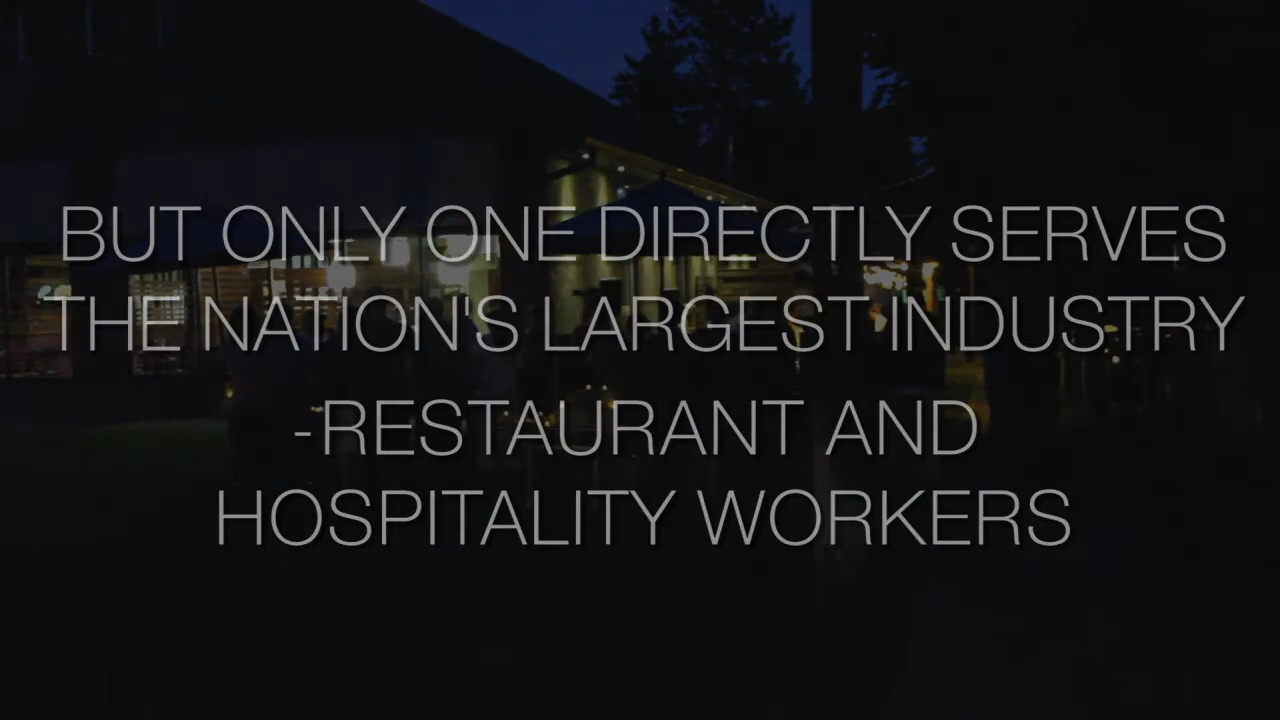 BUT ONLY ONE DIRECTLY SERVES
THE NATION'S LARGEST INDUSTRY
-RESTAURANT AND
HOSPITALITY WORKERS